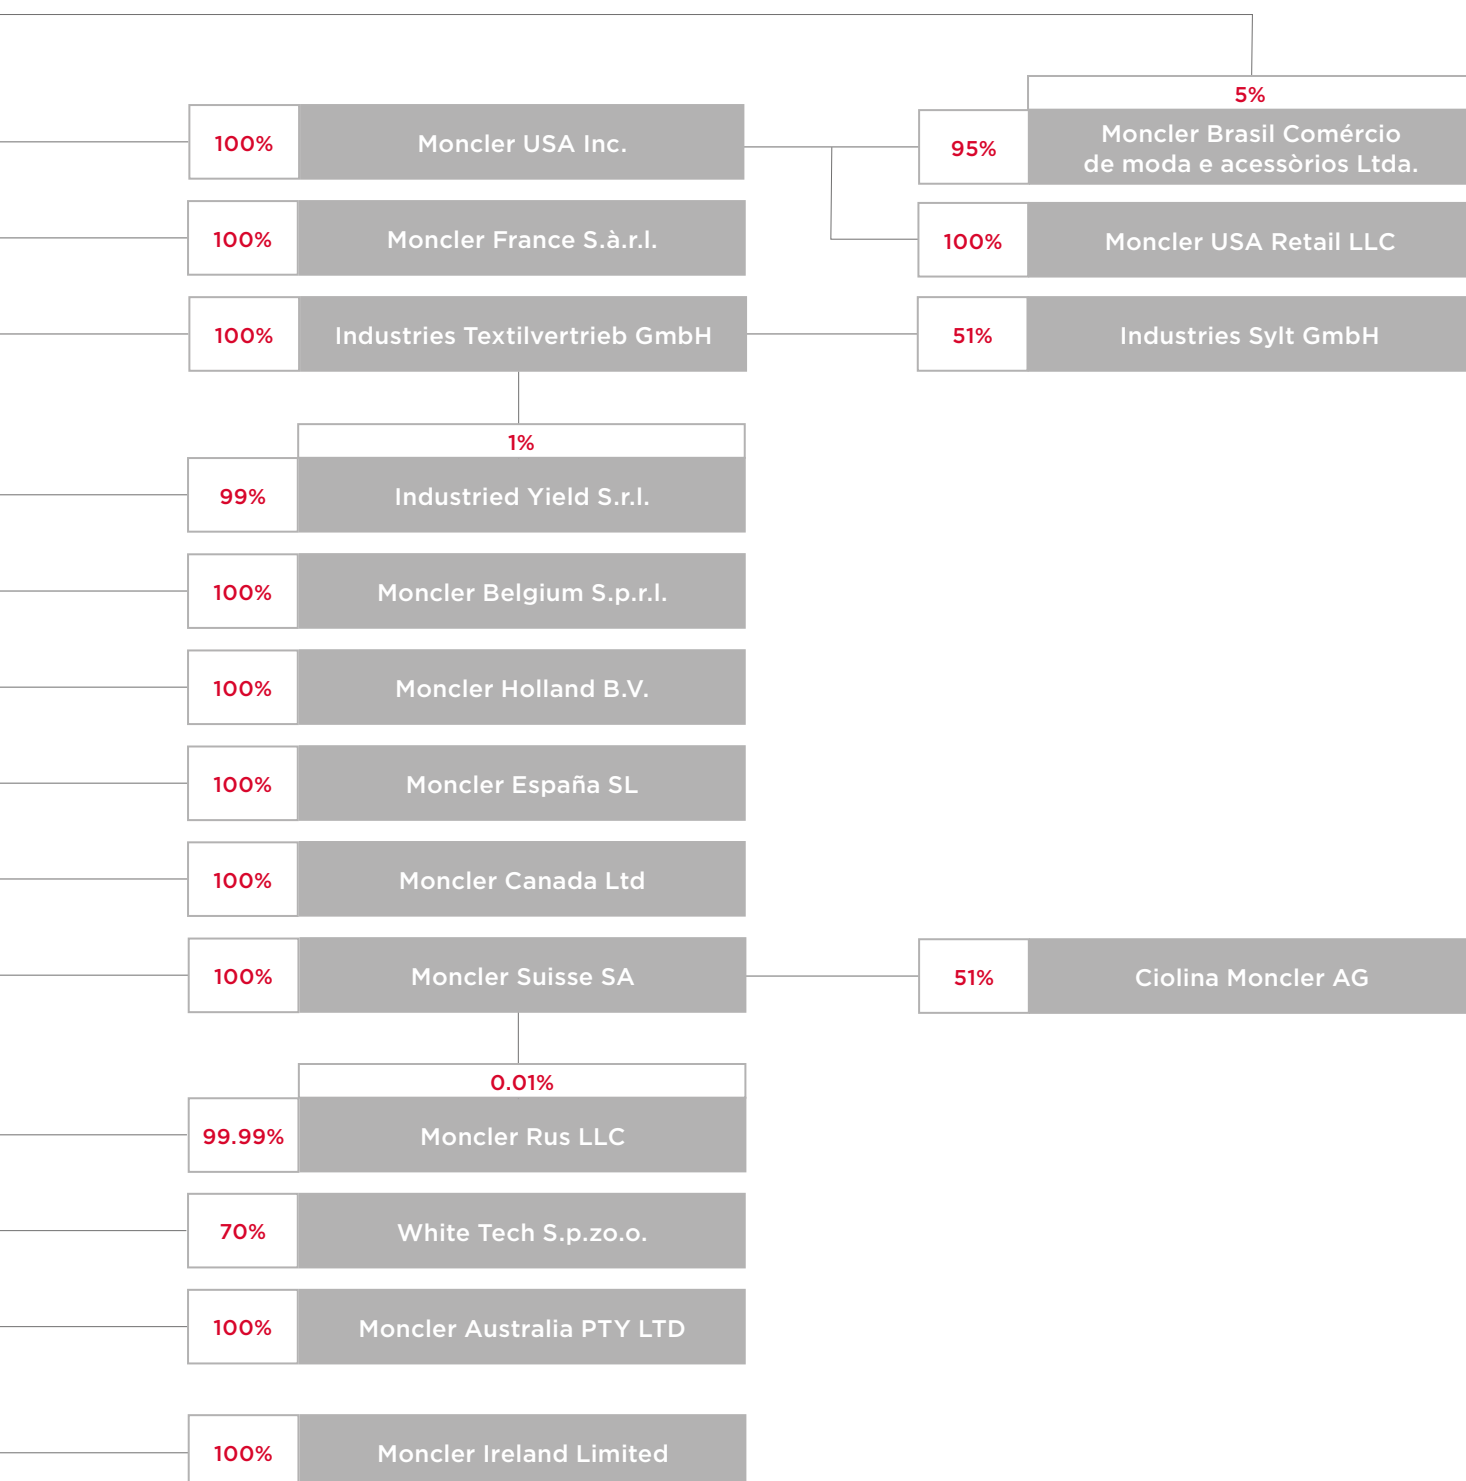 5%
100%
Moncler USA Inc.
95%
Moncler Brasil Comércio
de moda e acessòrios Ltda.
100%
Moncler France S.à.r.l.
100%
Moncler USA Retail LLC
100%
Industries Textilvertrieb GmbH
51%
Industries Sylt GmbH
1%
99%
Industried Yield S.r.l.
100%
Moncler Belgium S.p.r.l.
100%
Moncler Holland B.V.
100%
Moncler España SL
100%
Moncler Canada Ltd
100%
Moncler Suisse SA
51%
Ciolina Moncler AG
0.01%
99.99%
Moncler Rus LLC
70%
White Tech S.p.zo.o.
100%
Moncler Australia PTY LTD
100%
Moncler Ireland Limited